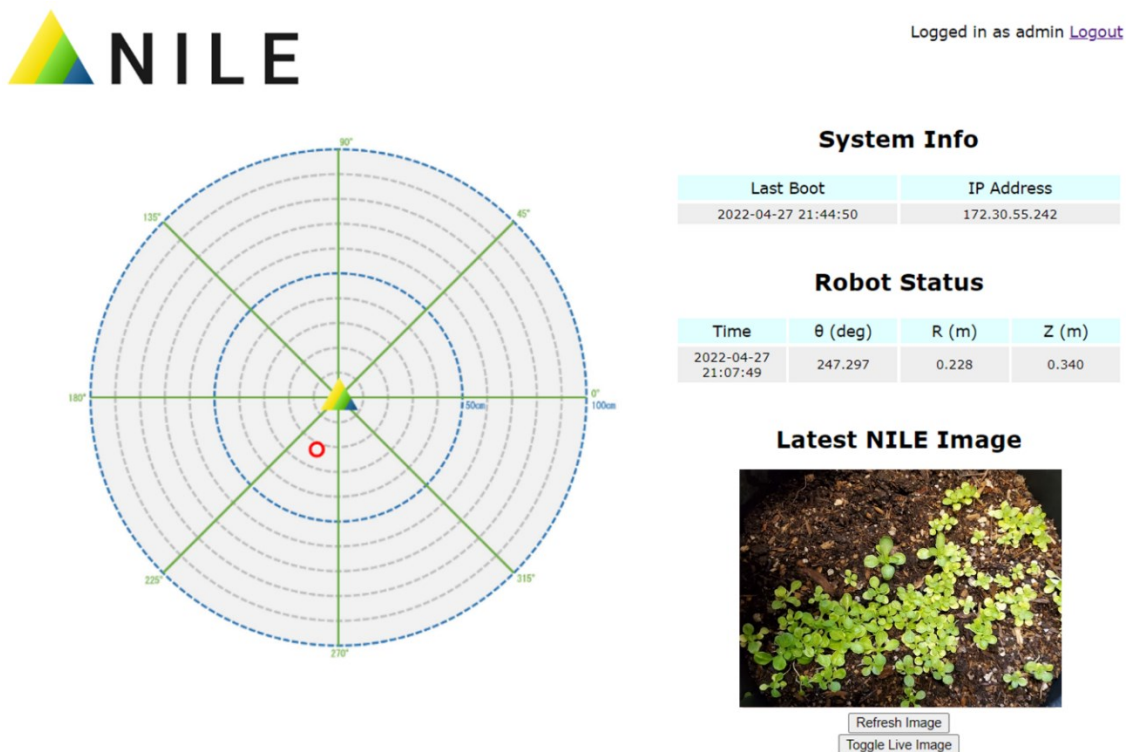 NILE
Logged in as admin Logout
90°
135°
45°
180°
0°
50cm
100cm
225°
315°
270°
System Info
Last Boot IP Address
2022-04-27 21:44:50 172.30.55.242
Robot Status
Time θ (deg) R (m) Z (m)
2022-04-27
21:07:49 247.297 0.228 0.340
Latest NILE Image
Refresh Image
Toggle Live Image